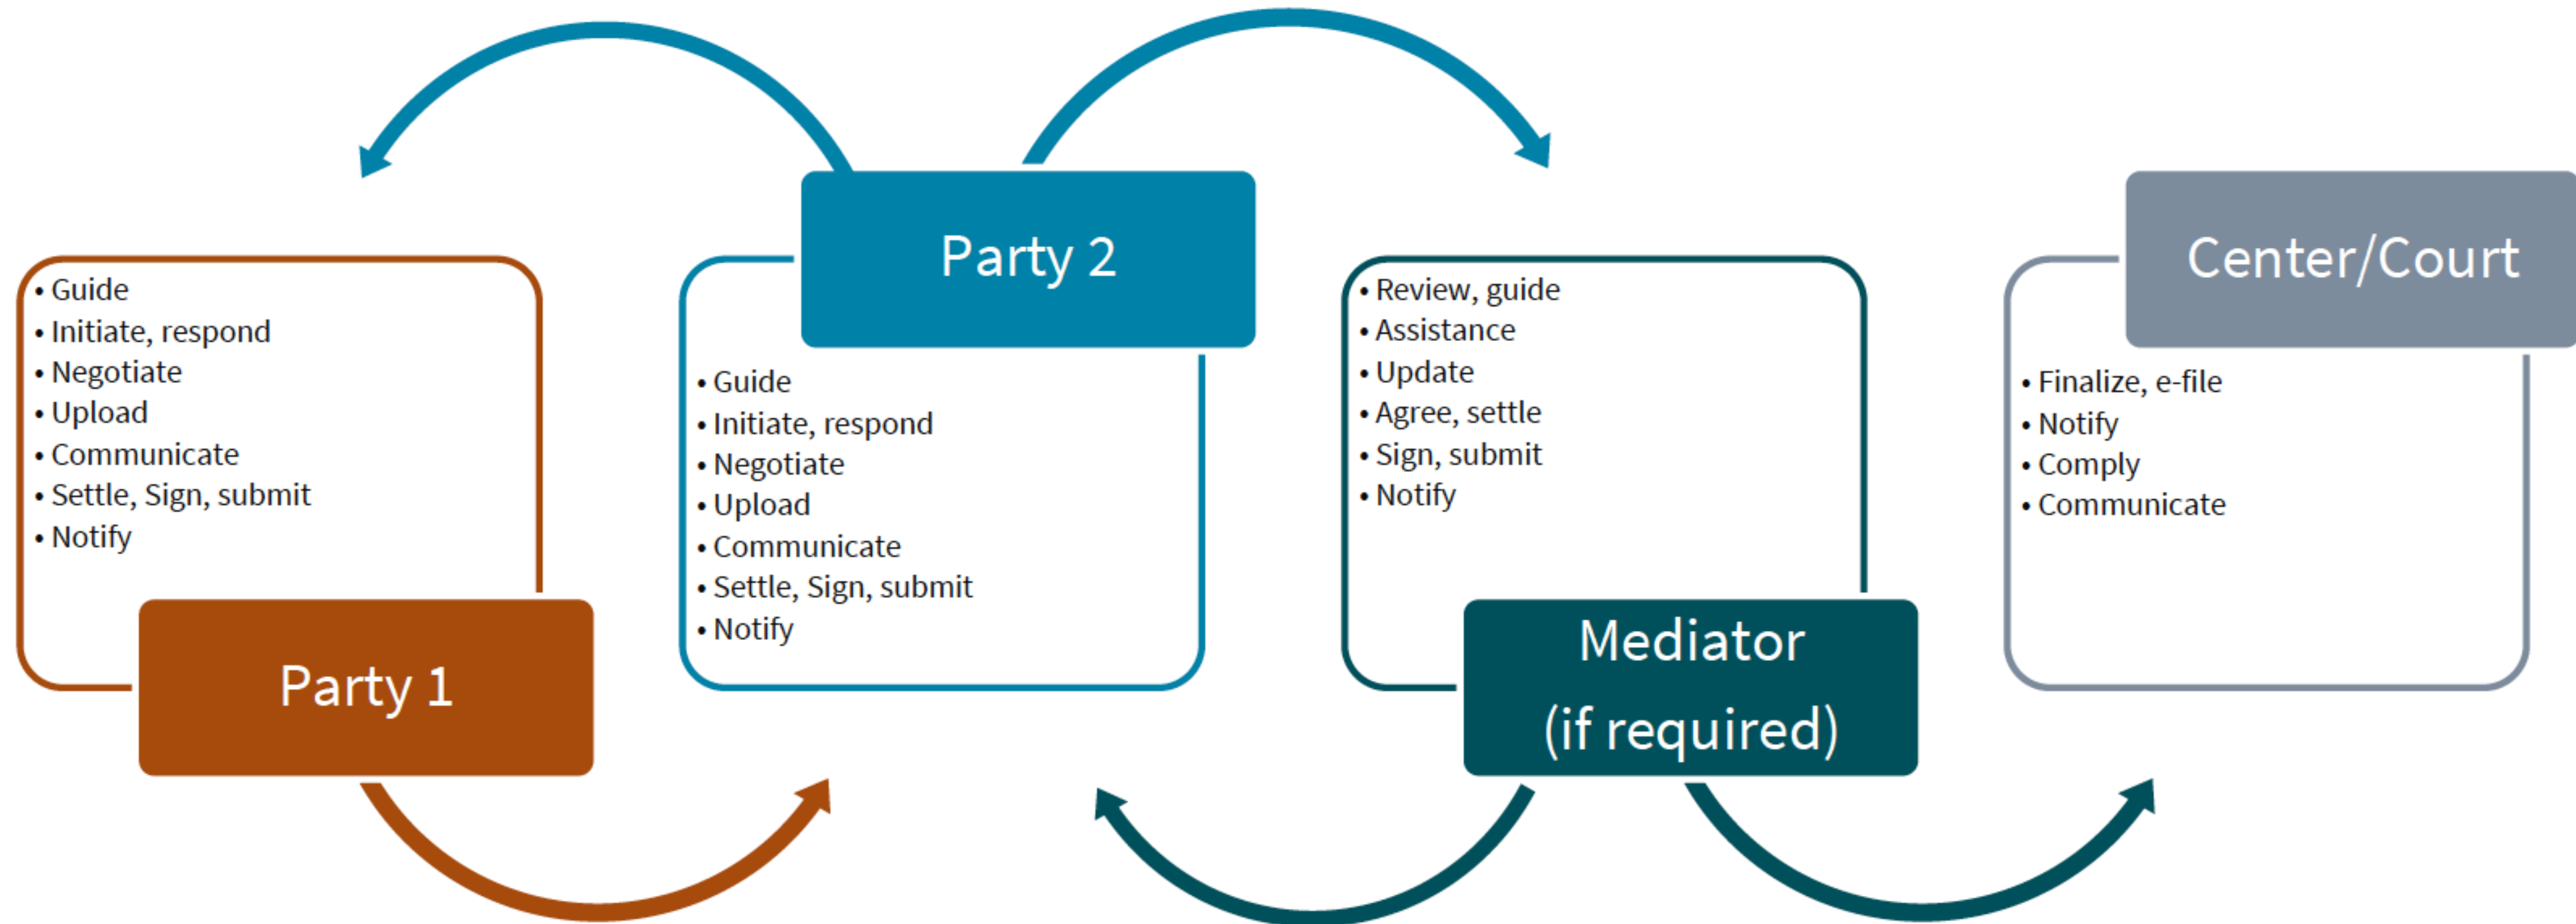 • Guide
• Initiate, respond
• Negotiate
• Upload
• Communicate
• Settle, Sign, submit
• Notify
Party 1
Party 2
• Guide
• Initiate, respond
• Negotiate
• Upload
• Communicate
• Settle, Sign, submit
• Notify
• Review, guide
• Assistance
• Update
• Agree, settle
• Sign, submit
• Notify
Mediator
(if required)
Center/Court
• Finalize, e-file
• Notify
• Comply
• Communicate